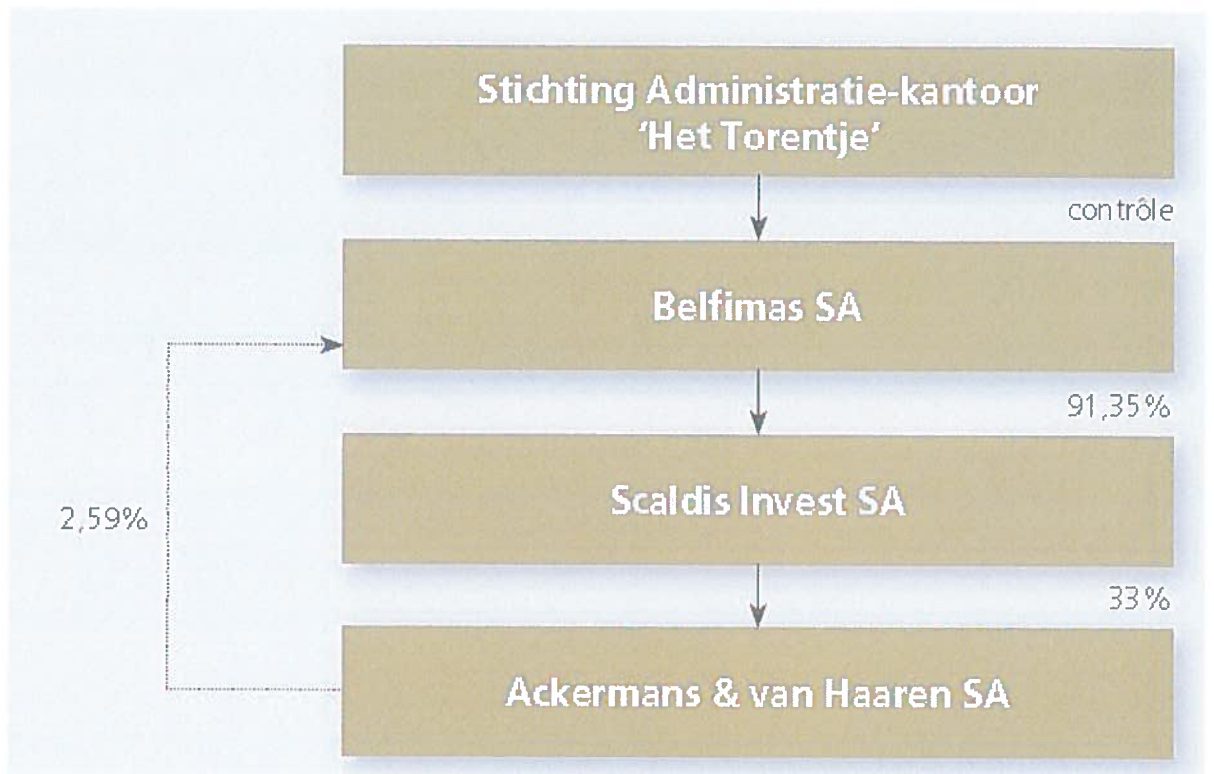 Stichting Administratie-kantoor
'Het Torentje'
contrôle
Belfimas SA
91,35%
Scaldis Invest SA
2,59%
33%
Ackermans & van Haaren SA